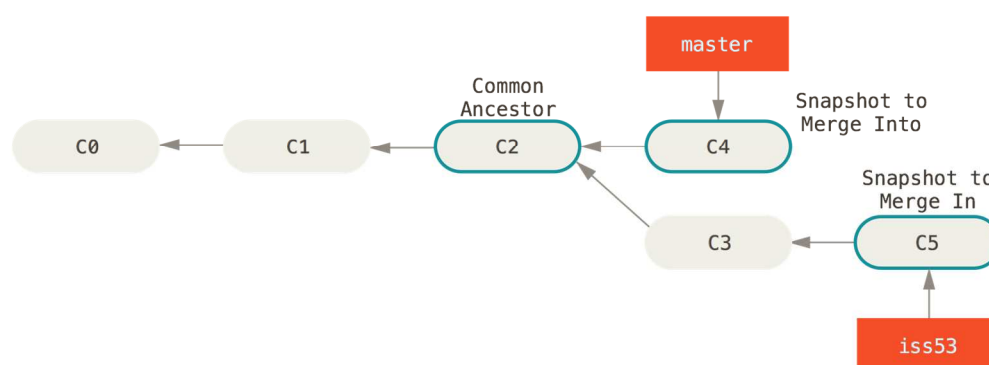 master
Common
Ancestor
Snapshot to
Merge Into
C0
C1
C2
C4
Snapshot to
Merge In
C3
C5
iss53